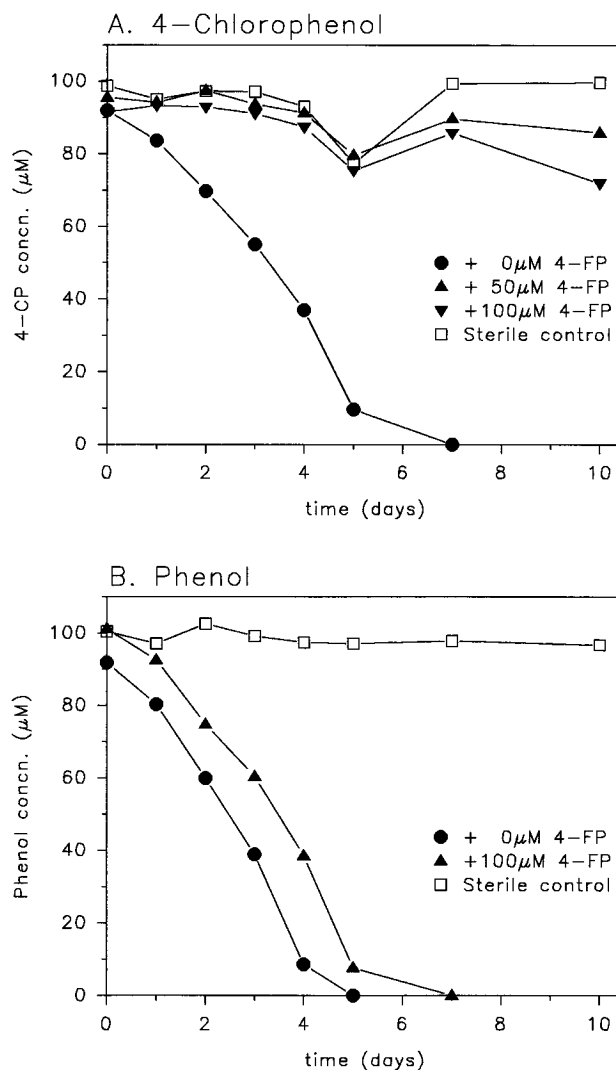 A. 4-Chlorophenol
100
80
60
40
20
0
4-CP concn. (μM)
+ 0μM 4-FP
+ 50μM 4-FP
+100μM 4-FP
Sterile control
0 2 4 6 8 10
time (days)
B. Phenol
100
80
60
40
20
0
Phenol concn. (μM)
+ 0μM 4-FP
+100μM 4-FP
Sterile control
0 2 4 6 8 10
time (days)